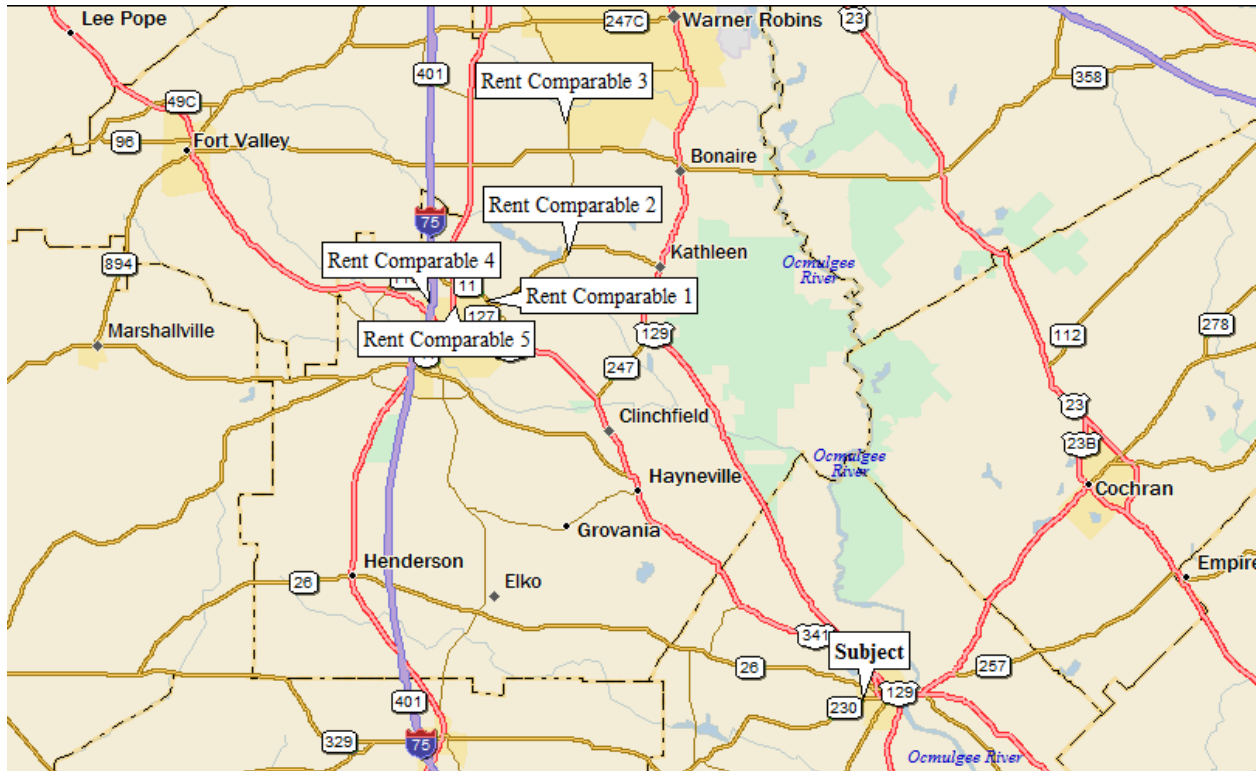 Lee Pope
247C
Warner Robins
23
401
Rent Comparable 3
358
49C
98
Fort Valley
Bonaire
75
Rent Comparable 2
894
Rent Comparable 4
Kathleen
Ocmulgee
River
11
Rent Comparable 1
127
Marshallville
Rent Comparable 5
129
112
278
247
Clinchfield
23
23B
Ocmulgee
River
Hayneville
Cochran
Grovania
Henderson
26
Elko
Empire
341
Subject
26
257
401
230
129
329
75
Ocmulgee River